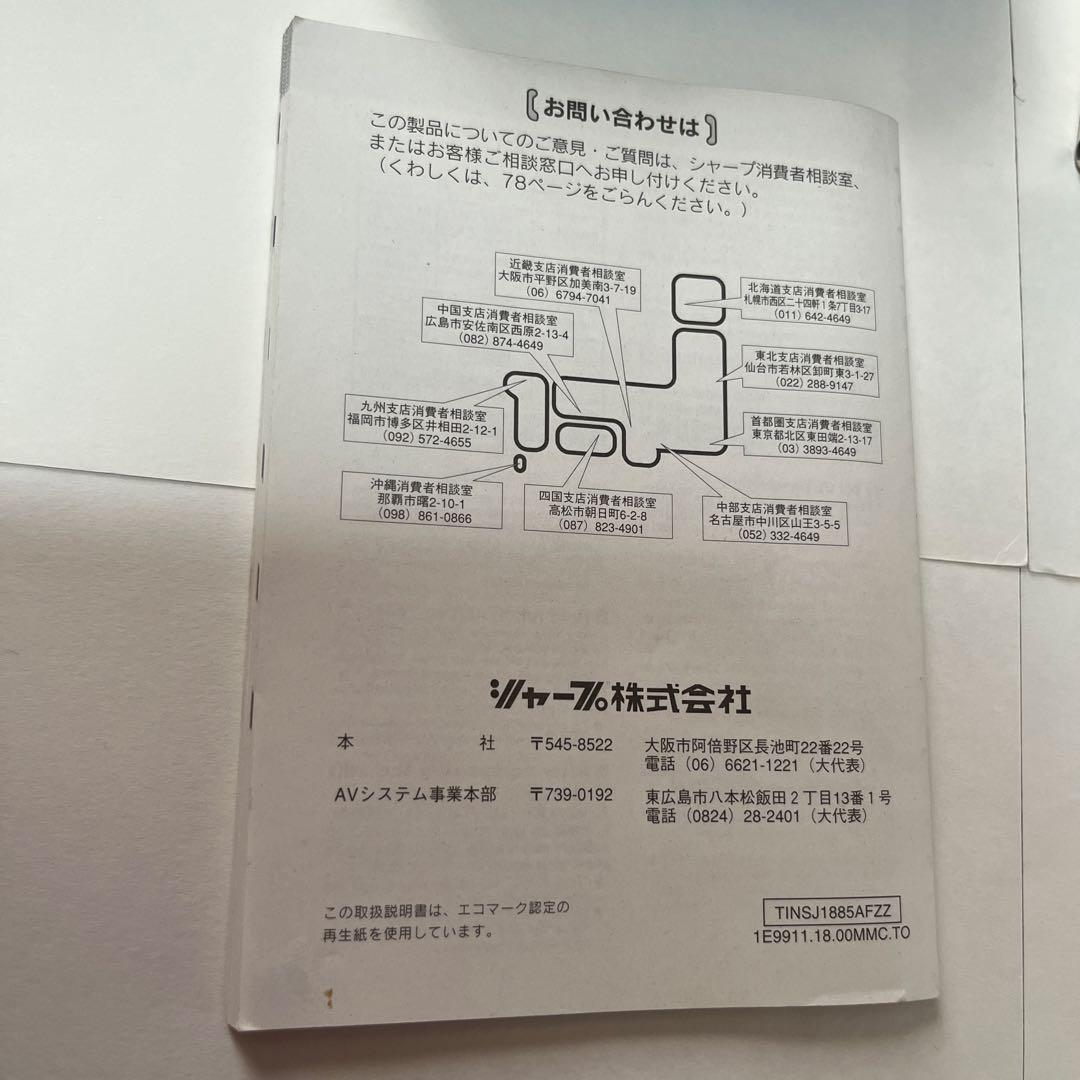 お問い合わせは
この製品についてのご意見・ご質問は、シャープ消費者相談室、
またはお客様ご相談窓口へお申し付けください。
（くわしくは、78ページをごらんください。）
近畿支店消費者相談室
大阪市平野区加美南3-7-19
(06) 6794-7041
北海道支店消費者相談室
札幌市西区二十四軒1条7丁目3-17
(011) 642-4649
中国支店消費者相談室
広島市安佐南区西原2-13-4
(082) 874-4649
東北支店消費者相談室
仙台市若林区卸町東3-1-27
(022) 288-9147
九州支店消費者相談室
福岡市博多区井相田2-12-1
(092) 572-4655
首都圏支店消費者相談室
東京都北区東田端2-13-17
(03) 3893-4649
沖縄消費者相談室
那覇市曙2-10-1
(098) 861-0866
四国支店消費者相談室
高松市朝日町6-2-8
(087) 823-4901
中部支店消費者相談室
名古屋市中川区山王3-5-5
(052) 332-4649
シャープ株式会社
本 社 〒545-8522 大阪市阿倍野区長池町22番22号
電話 (06) 6621-1221（大代表）
AVシステム事業本部 〒739-0192 東広島市八本松飯田2丁目13番1号
電話 (0824) 28-2401（大代表）
この取扱説明書は、エコマーク認定の
再生紙を使用しています。
TINSJ1885AFZZ
1E9911.18.00MMC.TO